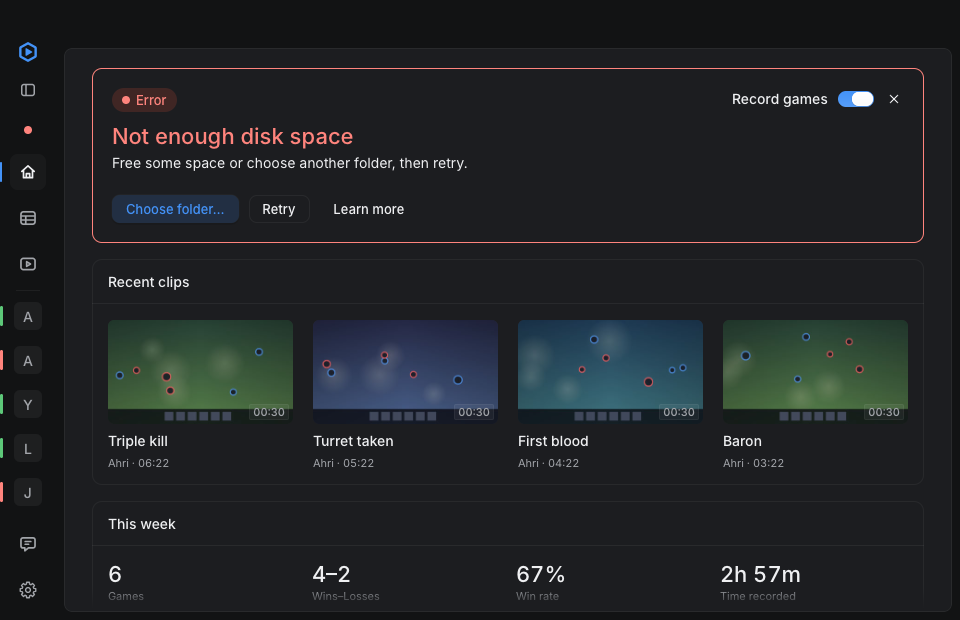 Error
Record games
Not enough disk space
Free some space or choose another folder, then retry.
Choose folder...
Retry
Learn more
Recent clips
00:30
00:30
00:30
00:30
Triple kill
Turret taken
First blood
Baron
Ahri · 06:22
Ahri · 05:22
Ahri · 04:22
Ahri · 03:22
This week
6
4–2
67%
2h 57m
Games
Wins–Losses
Win rate
Time recorded
A
A
Y
L
J